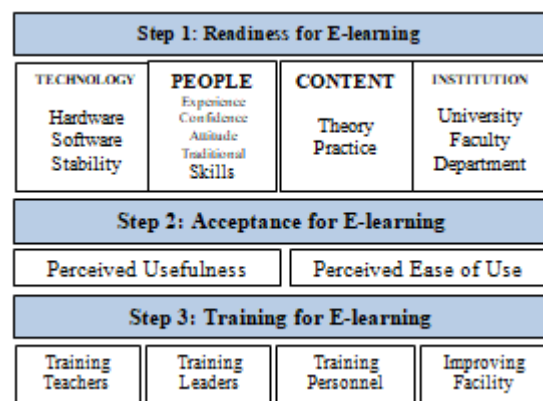 Step 1: Readiness for E-learning
TECHNOLOGY
Hardware
Software
Stability
PEOPLE
Experience
Confidence
Attitude
Traditional
Skills
CONTENT
Theory
Practice
INSTITUTION
University
Faculty
Department
Step 2: Acceptance for E-learning
Perceived Usefulness
Perceived Ease of Use
Step 3: Training for E-learning
Training
Teachers
Training
Leaders
Training
Personnel
Improving
Facility